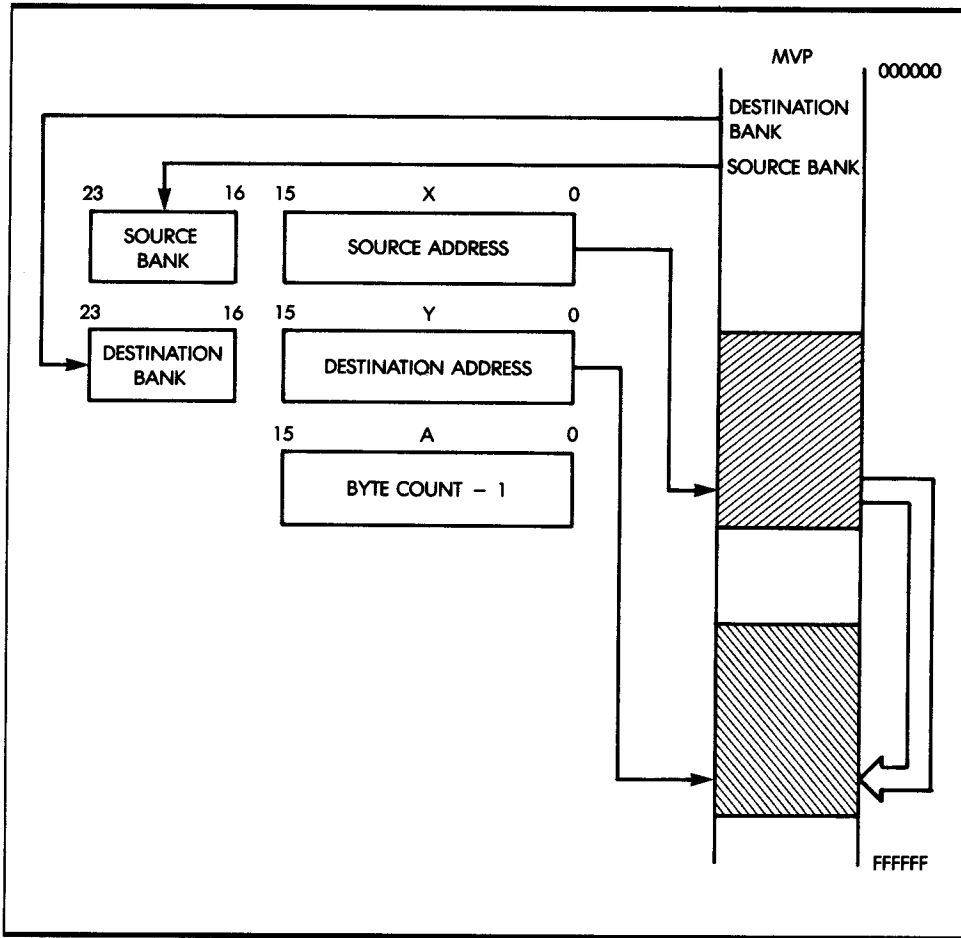 MVP
000000
DESTINATION
BANK
SOURCE BANK
23 16 15 X 0
SOURCE
BANK
SOURCE ADDRESS
23 16 15 Y 0
DESTINATION
BANK
DESTINATION ADDRESS
15 A 0
BYTE COUNT – 1
FFFFFF